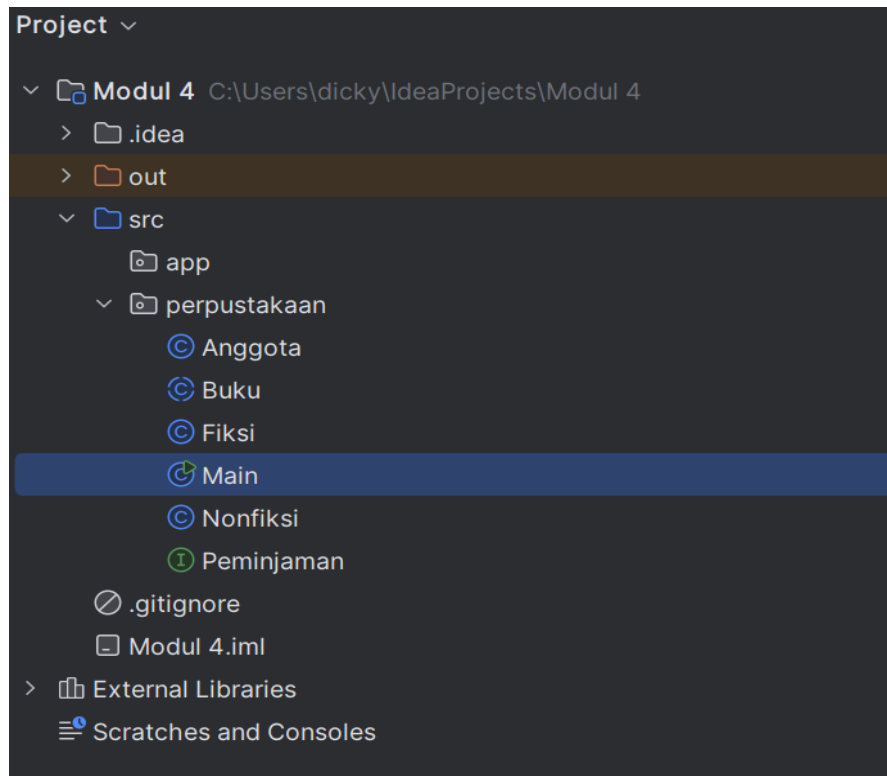 Project
Modul 4 C:\Users\dicky\IdeaProjects\Modul 4
.idea
out
src
app
perpustakaan
C Anggota
C Buku
C Fiksi
C Main
C Nonfiksi
I Peminjaman
.gitignore
Modul 4.iml
External Libraries
Scratches and Consoles